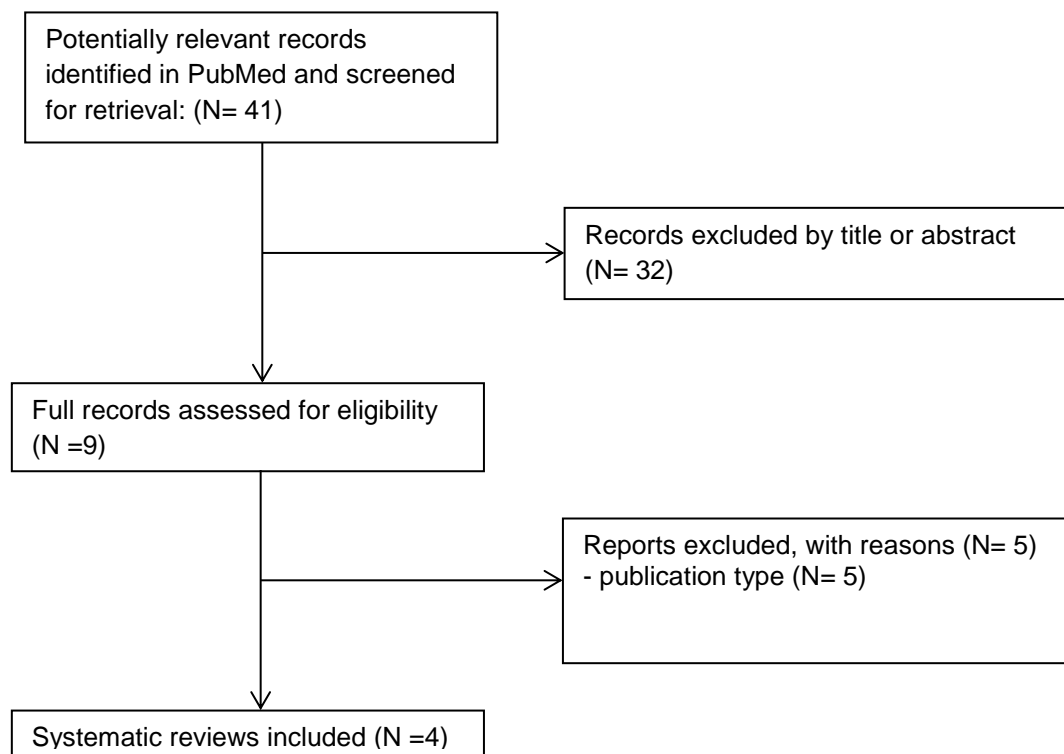 Potentially relevant records
identified in PubMed and screened
for retrieval: (N= 41)
Records excluded by title or abstract
(N= 32)
Full records assessed for eligibility
(N =9)
Reports excluded, with reasons (N= 5)
- publication type (N= 5)
Systematic reviews included (N =4)